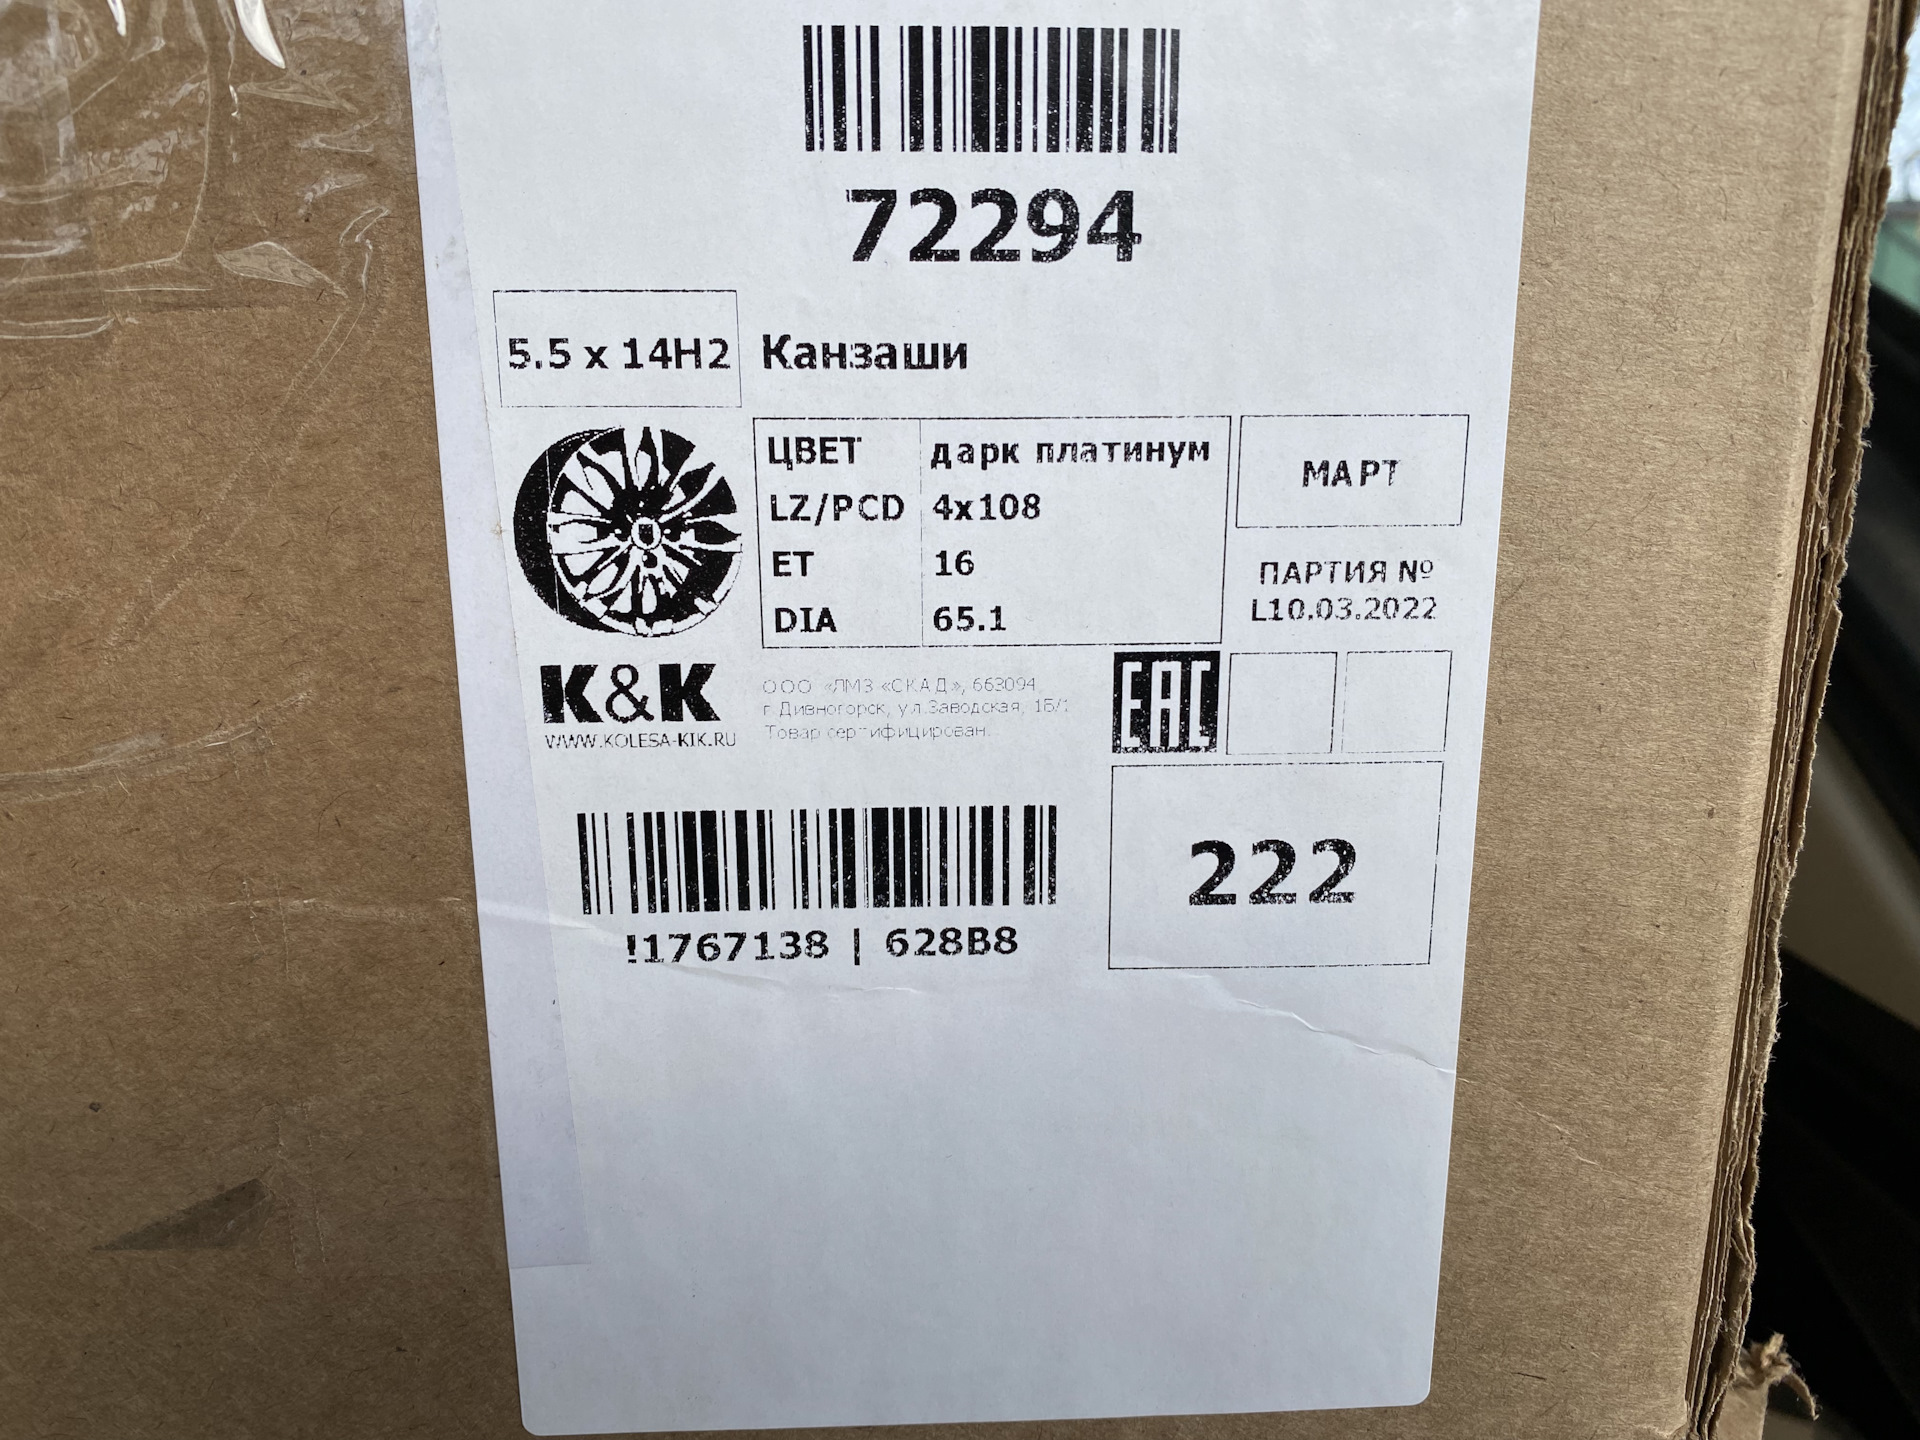 72294
5.5 x 14H2 Канзаши
ЦВЕТ дарк платинум
LZ/PCD 4x108
ET 16
DIA 65.1
МАРТ
ПАРТИЯ №
L10.03.2022
K&K
WWW.KOLESA-KIK.RU
ООО «ЛМЗ «СКАД», 663094
г.Дивногорск, ул.Заводская, 1Б/1
Товар сертифицирован.
EAC
222
!1767138 | 628B8